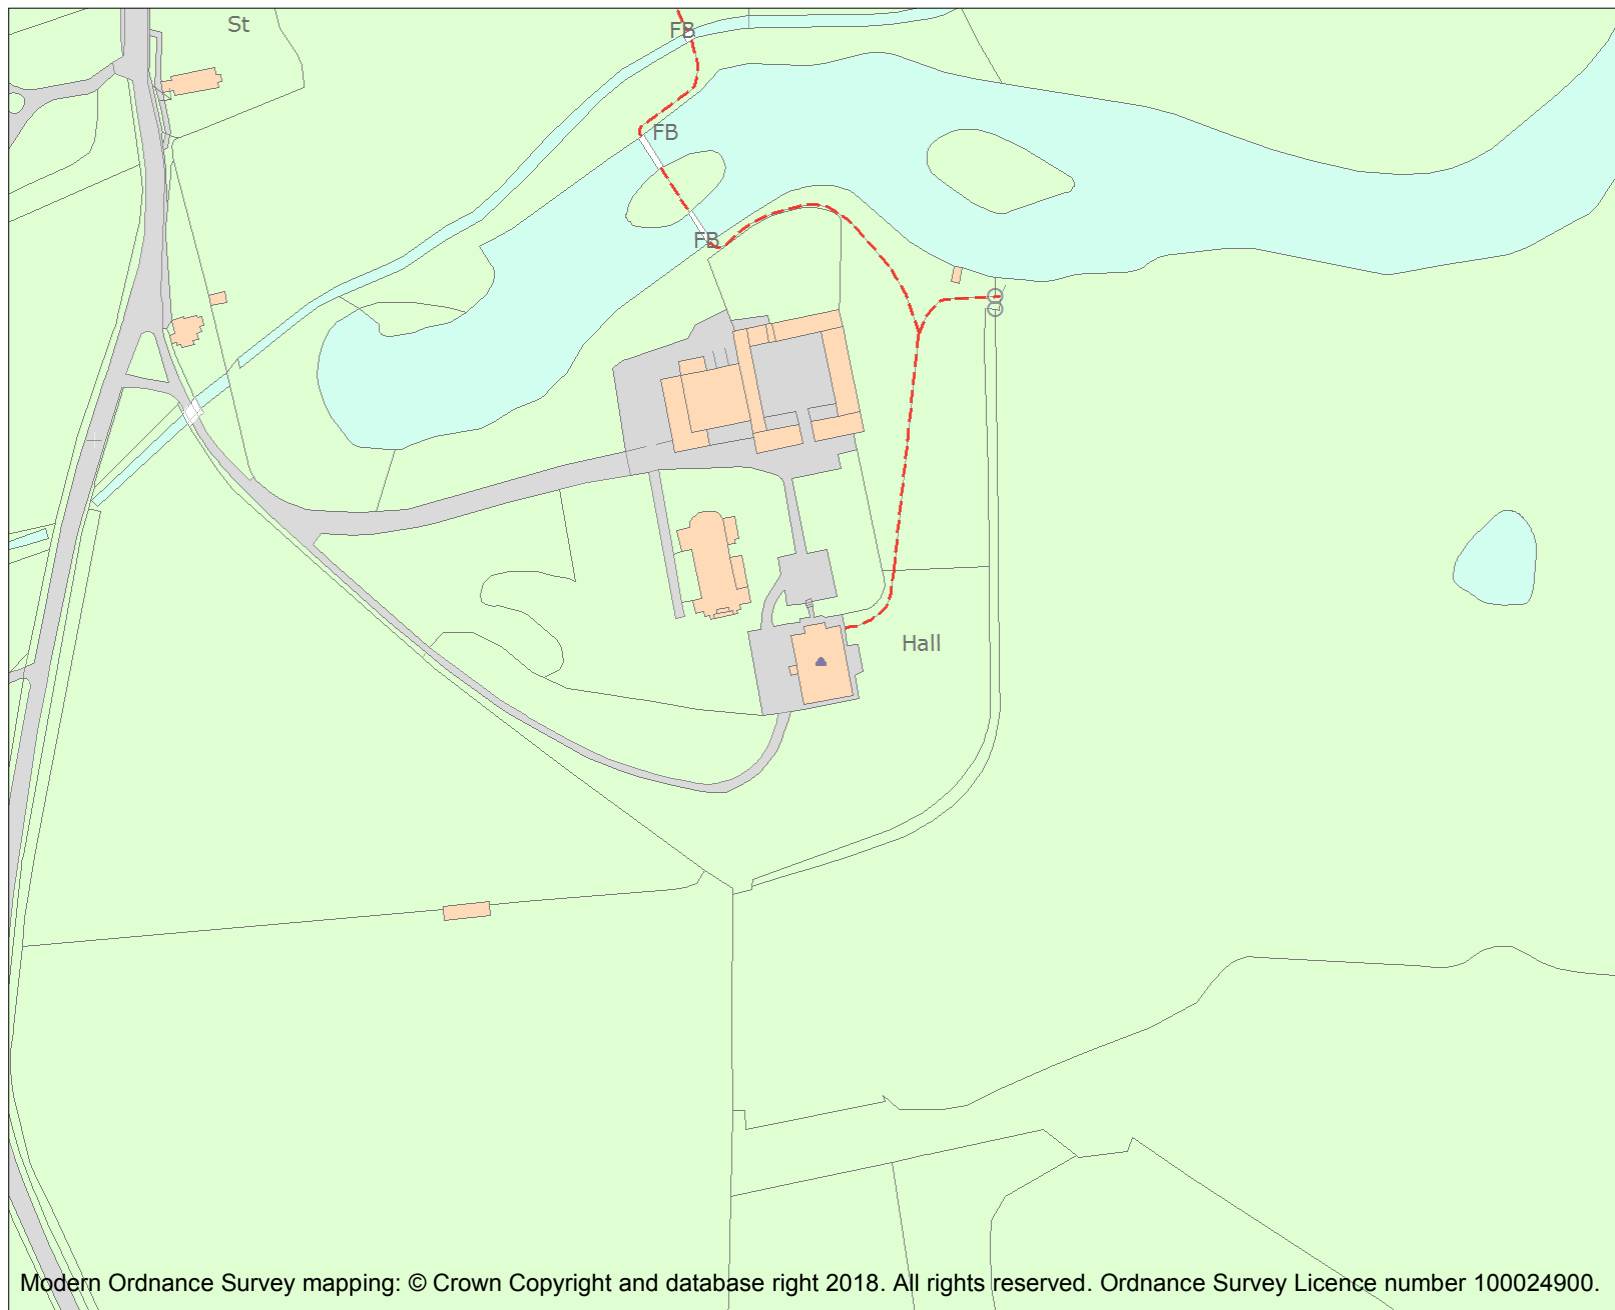 St
FB
FB
FB
Hall
Modern Ordnance Survey mapping: © Crown Copyright and database right 2018. All rights reserved. Ordnance Survey Licence number 100024900.